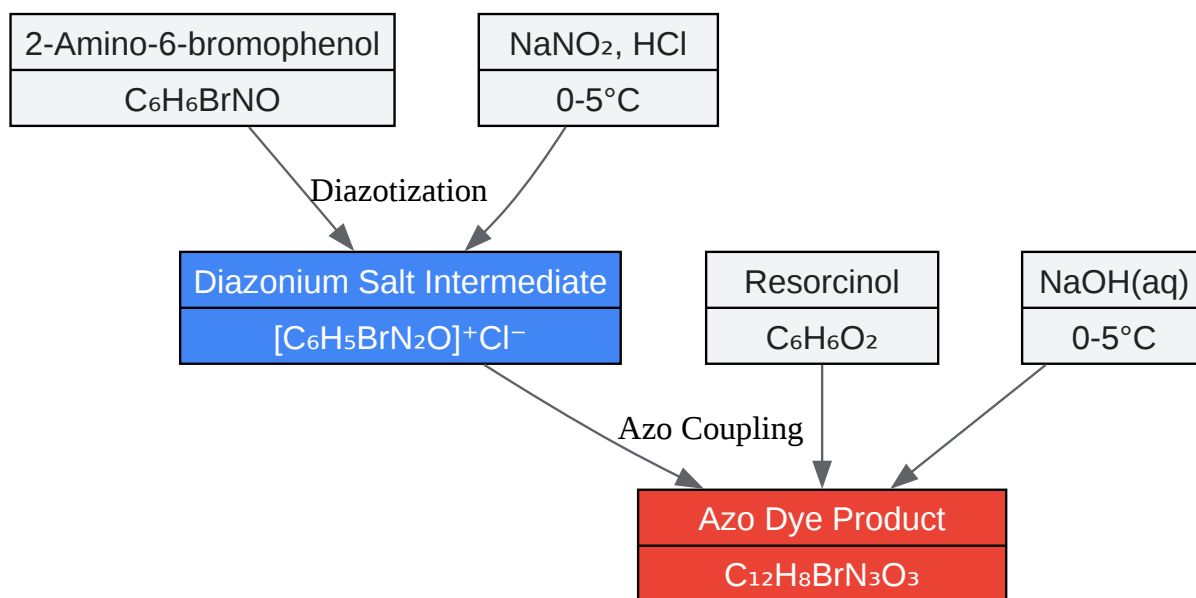 2-Amino-6-bromophenol
C₆H₆BrNO
NaNO₂, HCl
0-5°C
Diazotization
Diazonium Salt Intermediate
[C₆H₅BrN₂O]⁺Cl⁻
Resorcinol
C₆H₆O₂
NaOH(aq)
0-5°C
Azo Coupling
Azo Dye Product
C₁₂H₈BrN₃O₃